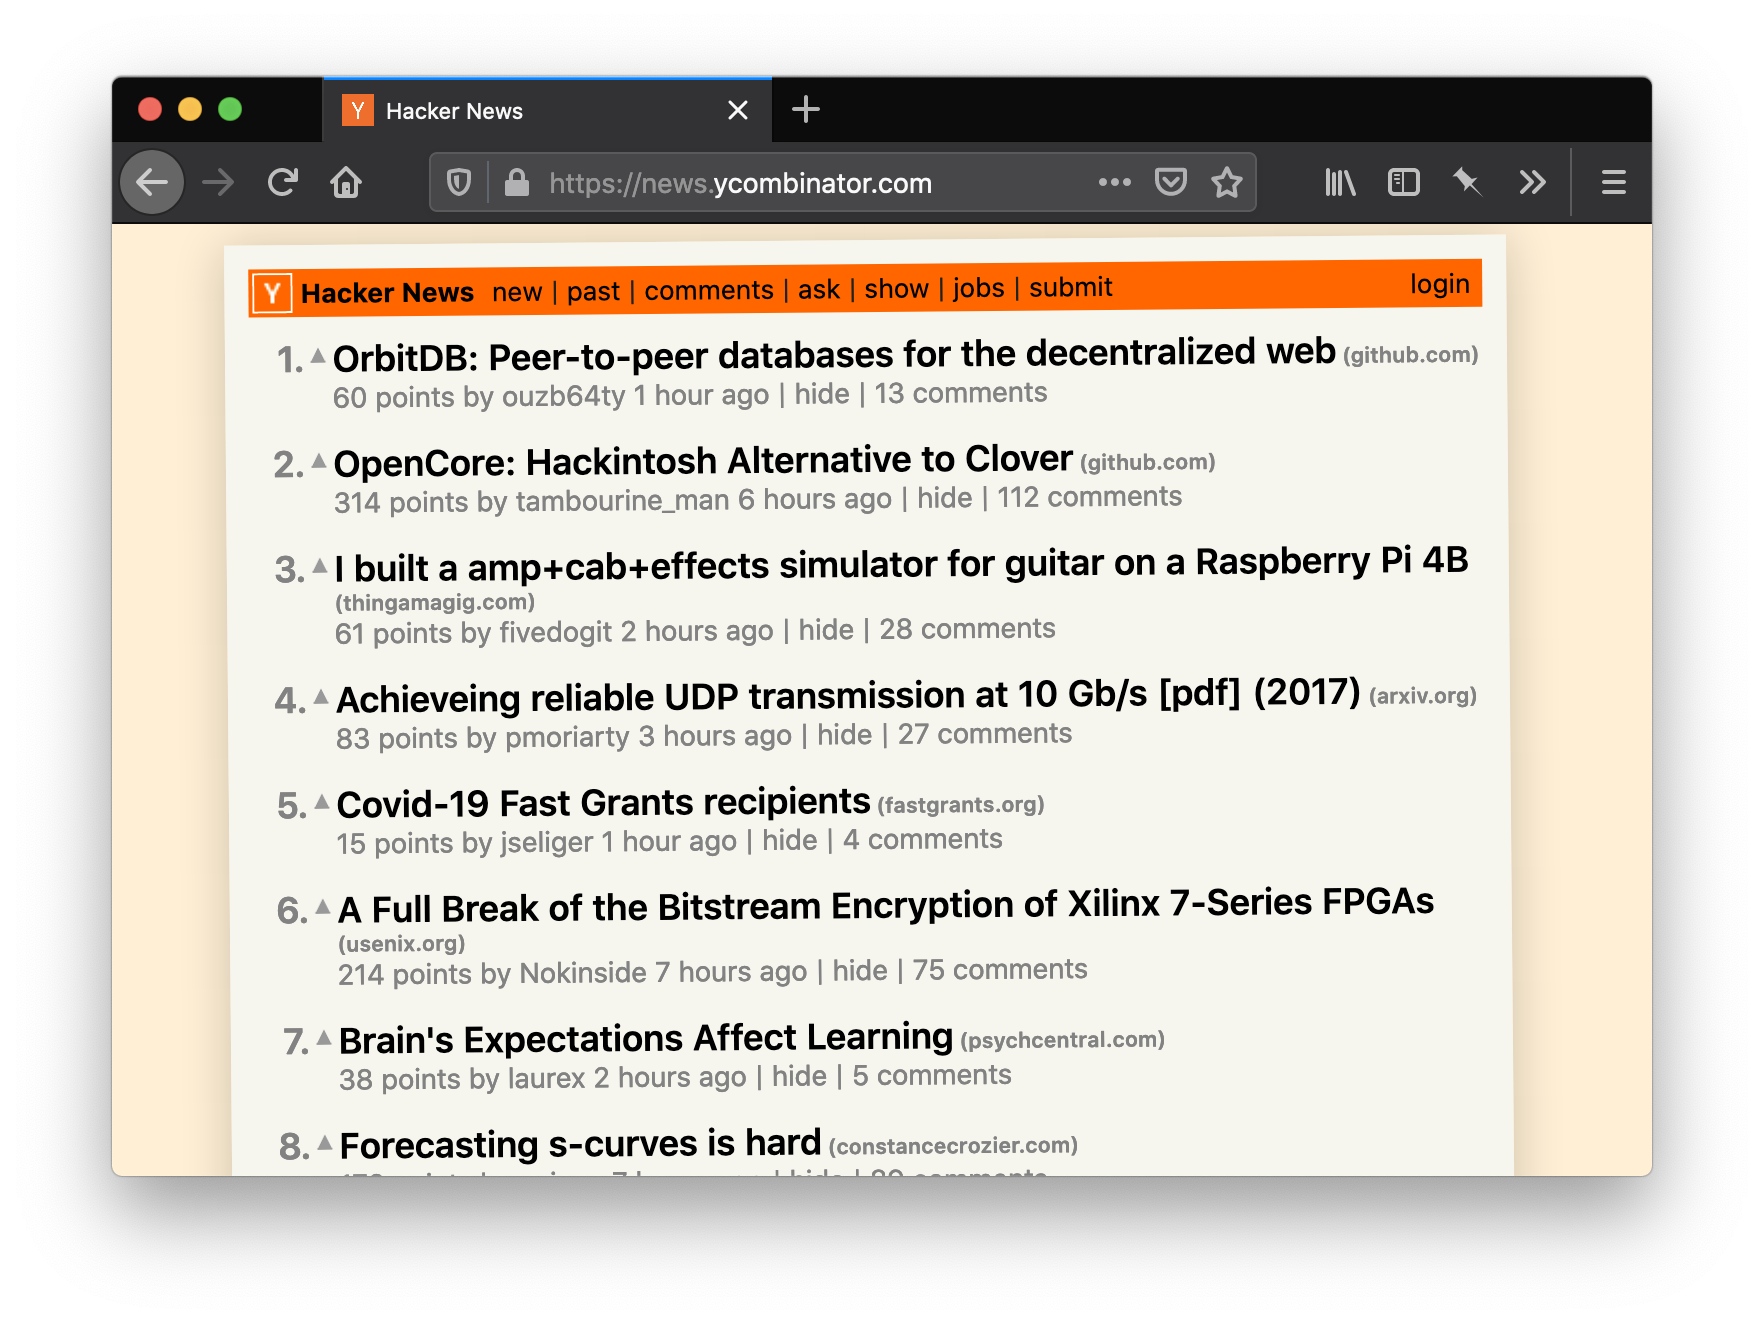 Y Hacker News
https://news.ycombinator.com
Y Hacker News new | past | comments | ask | show | jobs | submit login
1. ▲ OrbitDB: Peer-to-peer databases for the decentralized web (github.com)
60 points by ouzb64ty 1 hour ago | hide | 13 comments
2. ▲ OpenCore: Hackintosh Alternative to Clover (github.com)
314 points by tambourine_man 6 hours ago | hide | 112 comments
3. ▲ I built a amp+cab+effects simulator for guitar on a Raspberry Pi 4B
(thingamagig.com)
61 points by fivedogit 2 hours ago | hide | 28 comments
4. ▲ Achieveing reliable UDP transmission at 10 Gb/s [pdf] (2017) (arxiv.org)
83 points by pmoriarty 3 hours ago | hide | 27 comments
5. ▲ Covid-19 Fast Grants recipients (fastgrants.org)
15 points by jseliger 1 hour ago | hide | 4 comments
6. ▲ A Full Break of the Bitstream Encryption of Xilinx 7-Series FPGAs
(usenix.org)
214 points by Nokinside 7 hours ago | hide | 75 comments
7. ▲ Brain's Expectations Affect Learning (psychcentral.com)
38 points by laurex 2 hours ago | hide | 5 comments
8. ▲ Forecasting s-curves is hard (constancecrozier.com)